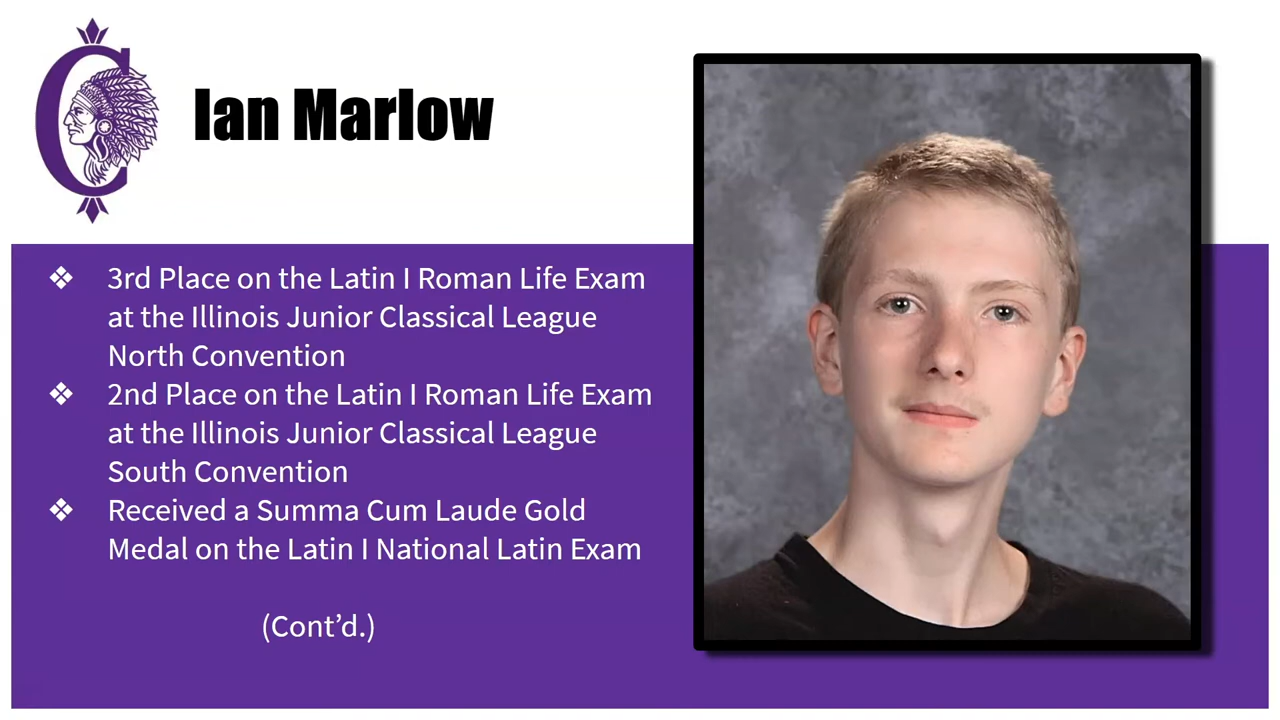 Ian Marlow
❖ 3rd Place on the Latin I Roman Life Exam
at the Illinois Junior Classical League
North Convention
❖ 2nd Place on the Latin I Roman Life Exam
at the Illinois Junior Classical League
South Convention
❖ Received a Summa Cum Laude Gold
Medal on the Latin I National Latin Exam
(Cont’d.)